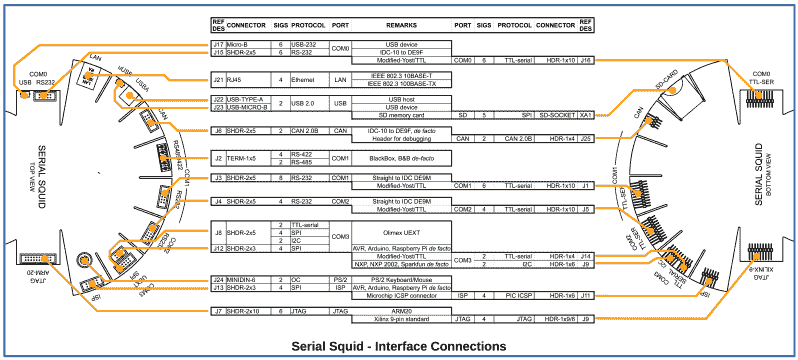 REF DES CONNECTOR SIGS PROTOCOL PORT REMARKS PORT SIGS PROTOCOL CONNECTOR REF DES
J17 Micro-B 6 USB-232 COM0 USB device
J15 SHDR-2x5 6 RS-232 IDC-10 to DE9F
Modified-Yost/TTL COM0 6 TTL-serial HDR-1x10 J16
J21 RJ45 4 Ethernet LAN IEEE 802.3 10BASE-T
IEEE 802.3 10BASE-TX
J22 USB-TYPE-A 2 USB 2.0 USB USB host
J23 USB-MICRO-B USB device
SD memory card SD 5 SPI SD-SOCKET XA1
J6 SHDR-2x5 2 CAN 2.0B CAN IDC-10 to DE9F, de facto
Header for debugging CAN 2 CAN 2.0B HDR-1x4 J25
J2 TERM-1x5 4 RS-422 COM1 BlackBox, B&B de-facto
2 RS-485
J3 SHDR-2x5 8 RS-232 COM1 Straight to IDC DE9M
Modified-Yost/TTL COM1 6 TTL-serial HDR-1x10 J1
J4 SHDR-2x5 4 RS-232 COM2 Straight to IDC DE9M
Modified-Yost/TTL COM2 4 TTL-serial HDR-1x10 J5
J8 SHDR-2x5 2 TTL-serial COM3 Olimex UEXT
4 SPI
2 I2C
J12 SHDR-2x3 4 SPI AVR, Arduino, Raspberry Pi de facto
Modified-Yost/TTL COM3 2 TTL-serial HDR-1x4 J14
NXP, NXP 2002, Sparkfun de facto 2 I2C HDR-1x6 J9
J24 MINIDIN-6 2 OC PS/2 PS/2 Keyboard/Mouse
J13 SHDR-2x3 4 SPI ISP AVR, Arduino, Raspberry Pi de facto
Microchip ICSP connector ISP 4 PIC ICSP HDR-1x6 J11
J7 SHDR-2x10 6 JTAG JTAG ARM20
Xilinx 9-pin standard JTAG 4 JTAG HDR-1x9/6 J9
COM0
USB RS232
LAN
USBA
CAN
RS485/422
COM1
RS232
COM2
COM3
UEXT
SPI
ISP
JTAG
ARM-20
SERIAL SQUID
TOP VIEW
COM0
TTL-SER
SD-CARD
CAN
COM1
TTL-SER
COM2
TTL-SER
COM3
TTL
SERIAL
I2C
ISP
JTAG
XILINX-9
SERIAL SQUID
BOTTOM VIEW
Serial Squid - Interface Connections